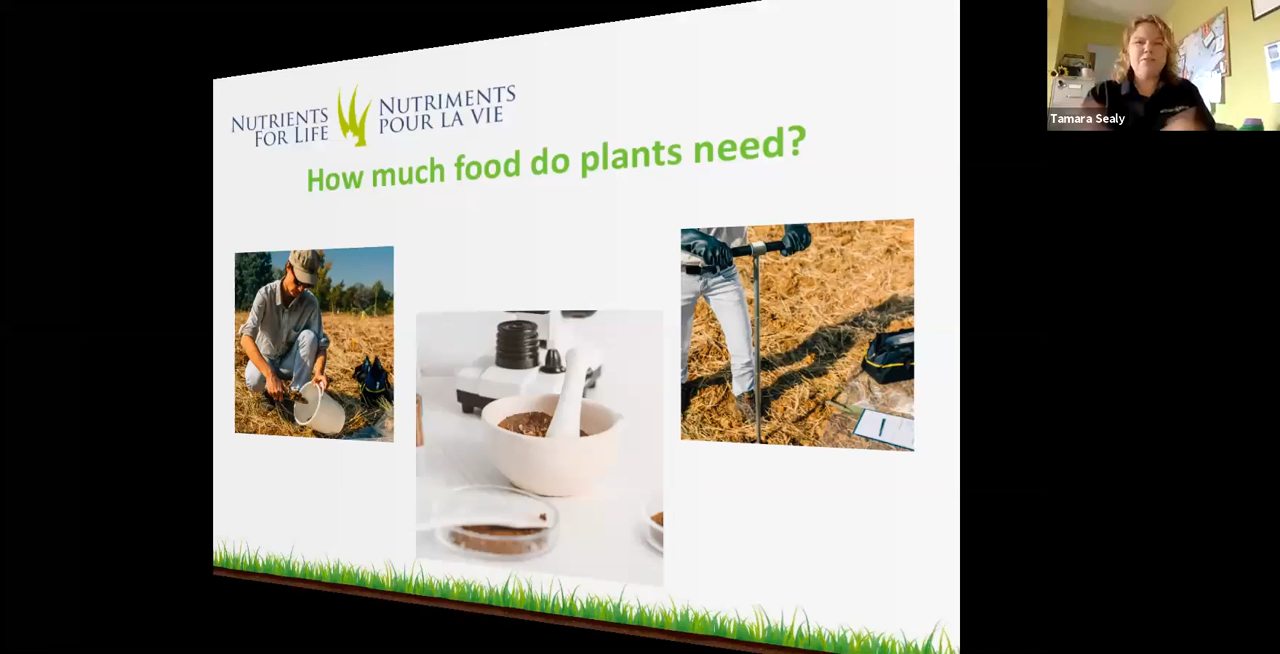 NUTRIENTS
FOR LIFE
NUTRIMENTS
POUR LA VIE
How much food do plants need?
Tamara Sealy